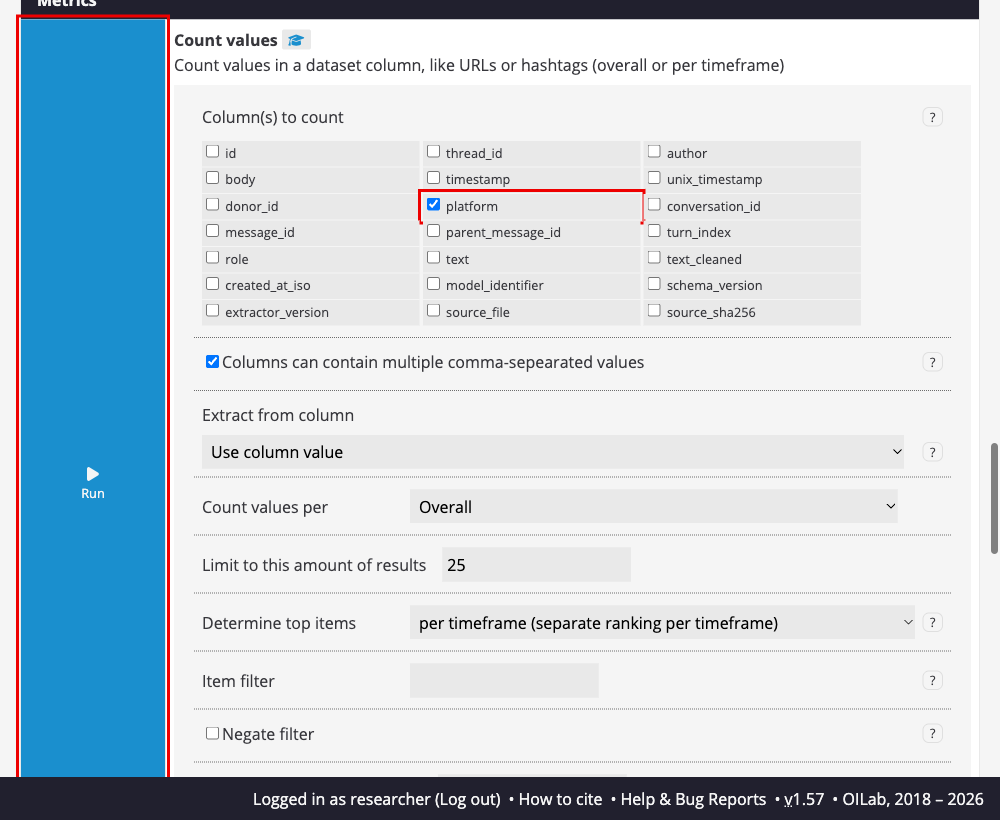 Metrics
Count values
Count values in a dataset column, like URLs or hashtags (overall or per timeframe)
Column(s) to count ?
id thread_id author
body timestamp unix_timestamp
donor_id platform conversation_id
message_id parent_message_id turn_index
role text text_cleaned
created_at_iso model_identifier schema_version
extractor_version source_file source_sha256
Columns can contain multiple comma-sepearated values ?
Extract from column
Use column value ?
Run
Count values per Overall
Limit to this amount of results 25
Determine top items per timeframe (separate ranking per timeframe) ?
Item filter ?
Negate filter ?
Logged in as researcher (Log out) • How to cite • Help & Bug Reports • v1.57 • OILab, 2018 – 2026